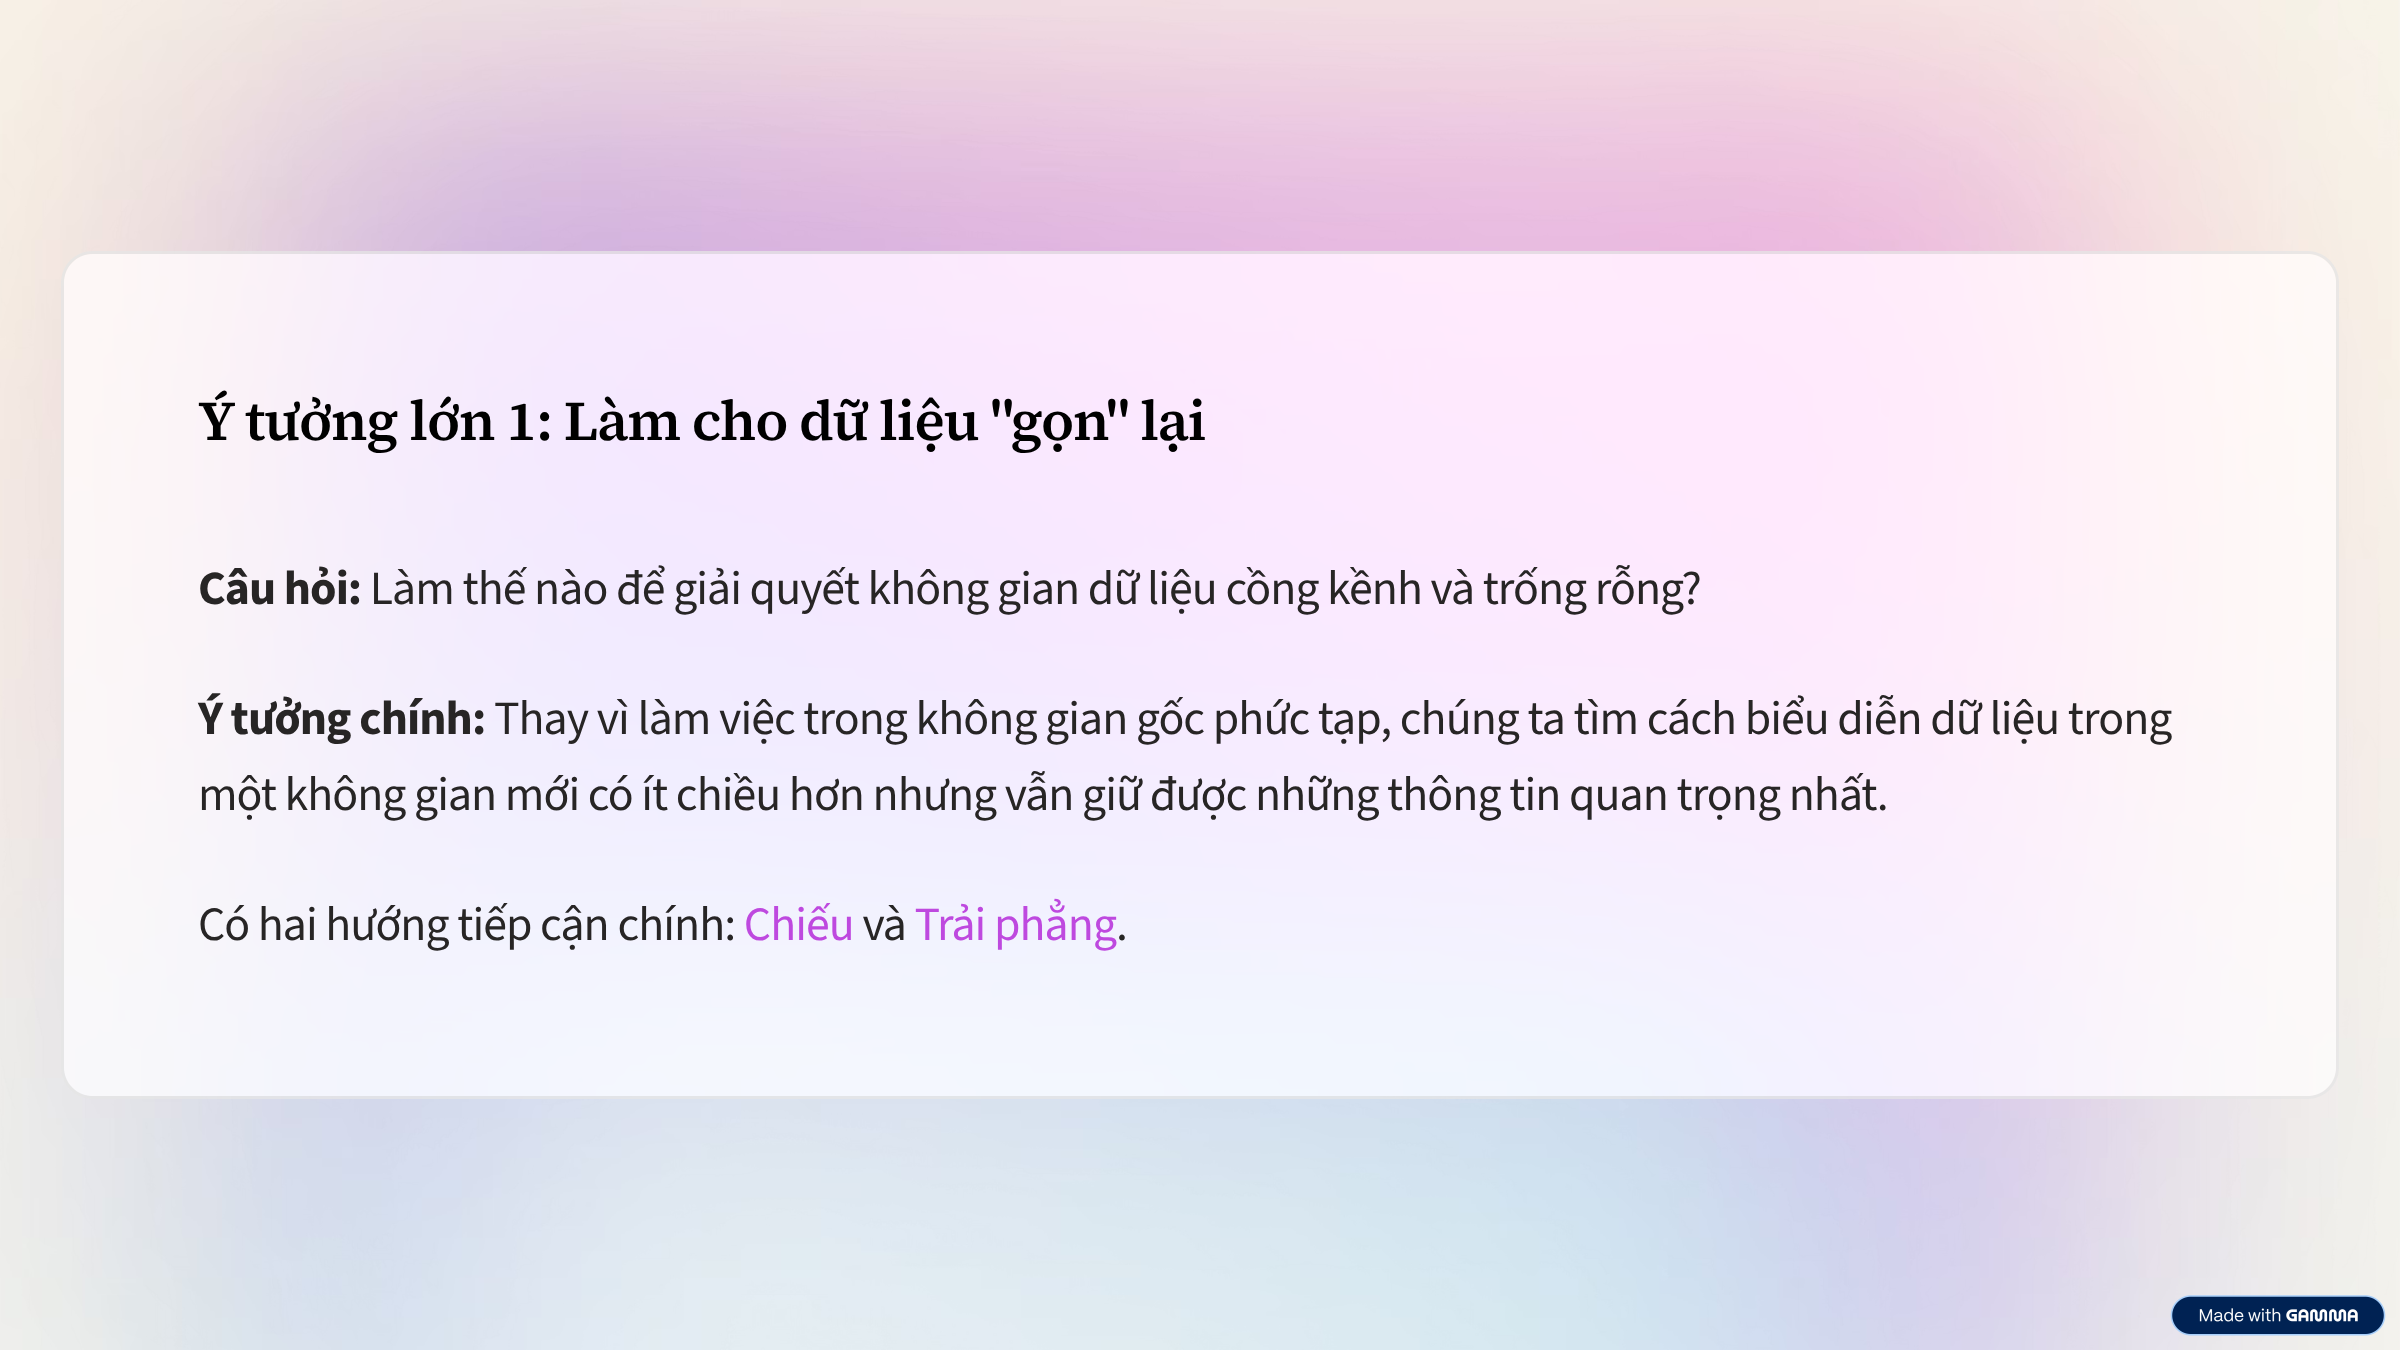 Ý tưởng lớn 1: Làm cho dữ liệu "gọn" lại
Câu hỏi: Làm thế nào để giải quyết không gian dữ liệu cồng kềnh và trống rỗng?
Ý tưởng chính: Thay vì làm việc trong không gian gốc phức tạp, chúng ta tìm cách biểu diễn dữ liệu trong
một không gian mới có ít chiều hơn nhưng vẫn giữ được những thông tin quan trọng nhất.
Có hai hướng tiếp cận chính: Chiếu và Trải phẳng.
Made with GAMMA